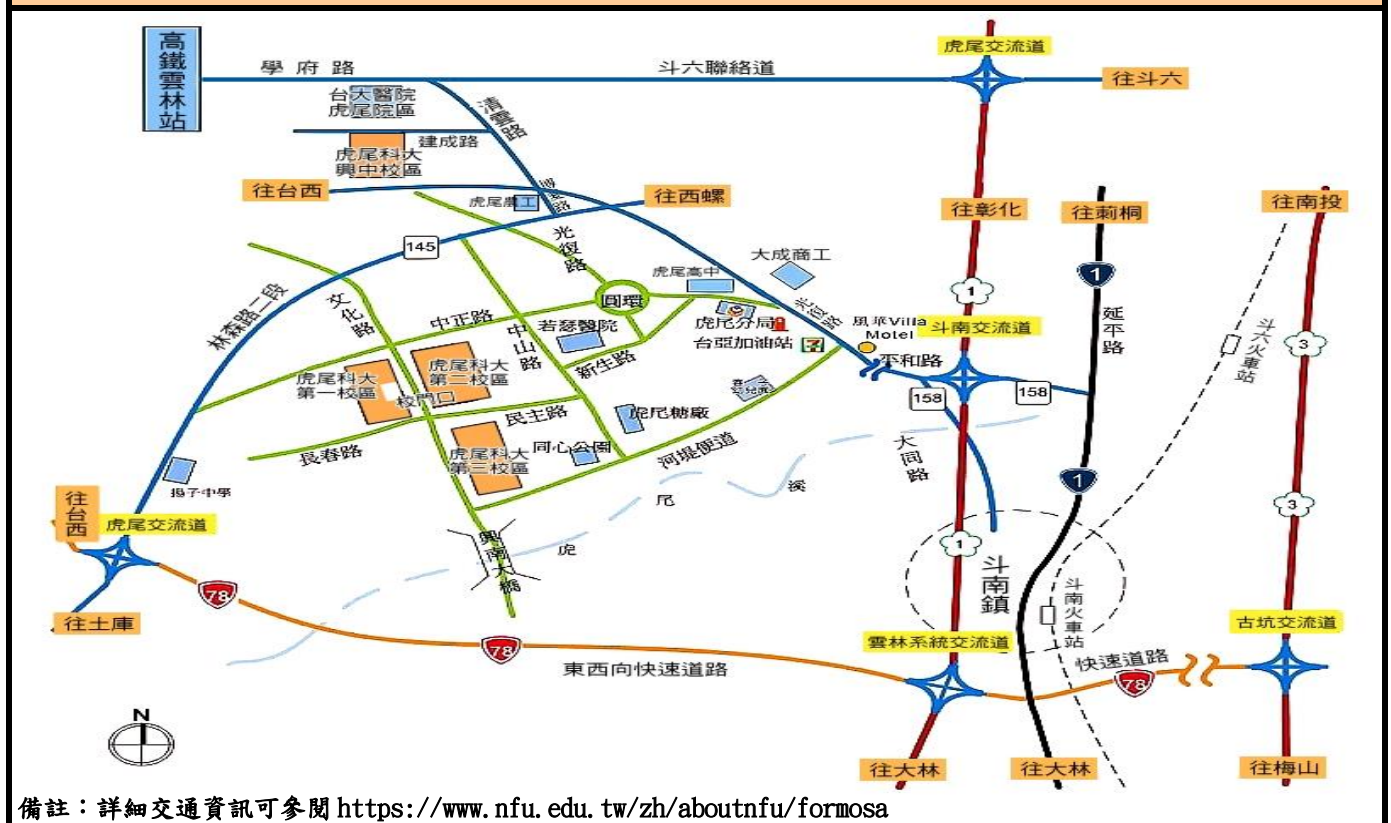 高鐵雲林站
學府路
斗六聯絡道
虎尾交流道
往斗六
台大醫院
虎尾院區
清雲路
建成路
虎尾科大
興中校區
往台西
虎尾農工
往西螺
往彰化
往莿桐
往南投
145
光復路
大成商工
虎尾高中
1
1
林森路二段
文化路
中正路
中山路
圓環
若瑟醫院
新生路
虎尾分局
台亞加油站
7
光復路
風華Villa
Motel
斗南交流道
延平路
斗六火車站
3
平和路
158
158
虎尾科大
第一校區
虎尾科大
第二校區
校門口
民主路
虎尾糖廠
長春路
虎尾科大
第三校區
同心公園
河堤便道
大同路
1
揚子中學
往台西
虎尾交流道
虎
尾
溪
興南大橋
3
1
斗南鎮
斗南火車站
78
往土庫
78
東西向快速道路
雲林系統交流道
快速道路
78
古坑交流道
N
往大林
往大林
往梅山
備註：詳細交通資訊可參閱https://www.nfu.edu.tw/zh/aboutnfu/formosa